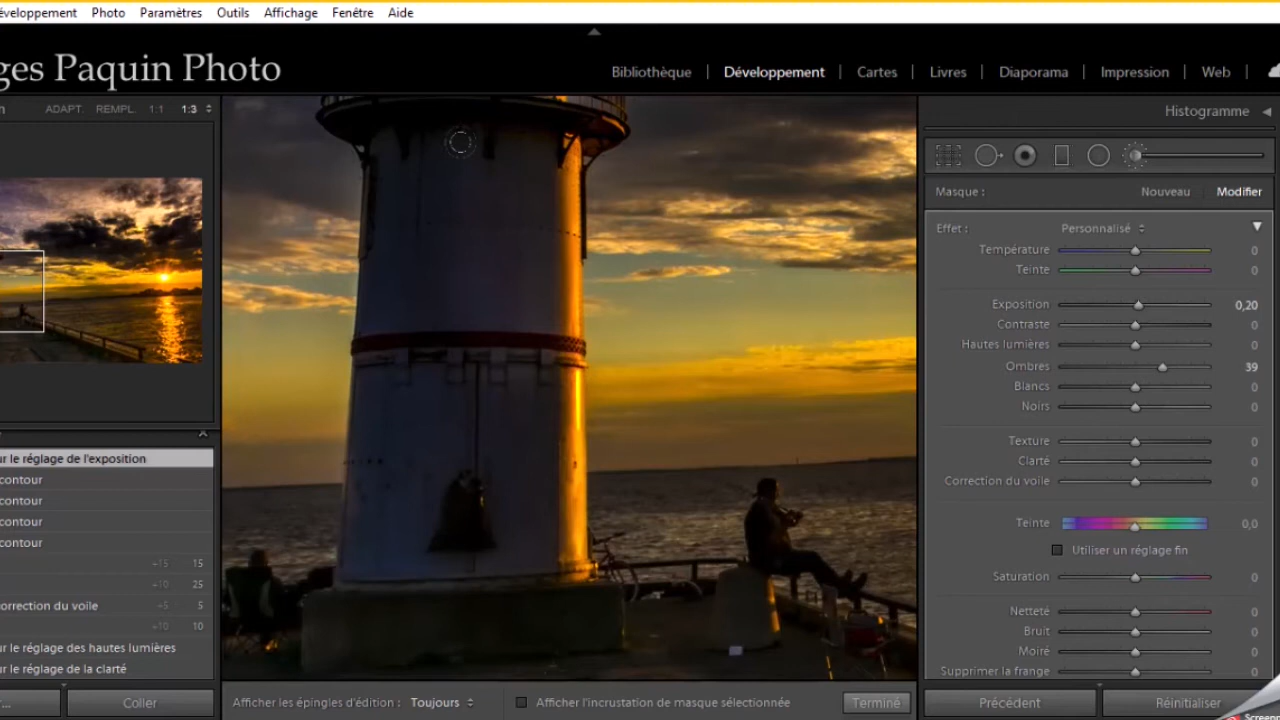 éveloppement Photo Paramètres Outils Affichage Fenêtre Aide
ges Paquin Photo
Bibliothèque | Développement | Cartes | Livres | Diaporama | Impression | Web |
n ADAPT. REMPL. 1:1 1:3
Histogramme
Masque : Nouveau Modifier
Effet : Personnalisé
Température 0
Teinte 0
Exposition 0,20
Contraste 0
Hautes lumières 0
Ombres 39
Blancs 0
Noirs 0
Texture 0
Clarté 0
Correction du voile 0
Teinte 0,0
Utiliser un réglage fin
Saturation 0
Netteté 0
Bruit 0
Moiré 0
Supprimer la frange 0
ur le réglage de l'exposition
contour
contour
contour
contour
+15 15
+10 25
orrection du voile +5 5
+10 10
ur le réglage des hautes lumières
ur le réglage de la clarté
... Coller
Afficher les épingles d'édition : Toujours
Afficher l'incrustation de masque sélectionnée
Terminé
Précédent Réinitialiser
Screenp